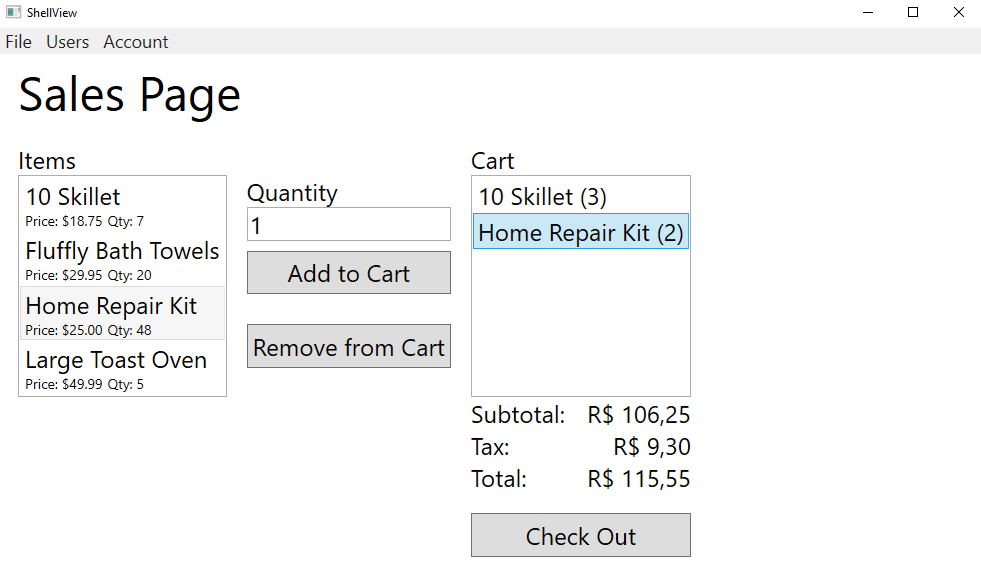 ShellView
File Users Account
Sales Page
Items
10 Skillet
Price: $18.75 Qty: 7
Fluffly Bath Towels
Price: $29.95 Qty: 20
Home Repair Kit
Price: $25.00 Qty: 48
Large Toast Oven
Price: $49.99 Qty: 5
Quantity
1
Add to Cart
Remove from Cart
Cart
10 Skillet (3)
Home Repair Kit (2)
Subtotal: R$ 106,25
Tax: R$ 9,30
Total: R$ 115,55
Check Out